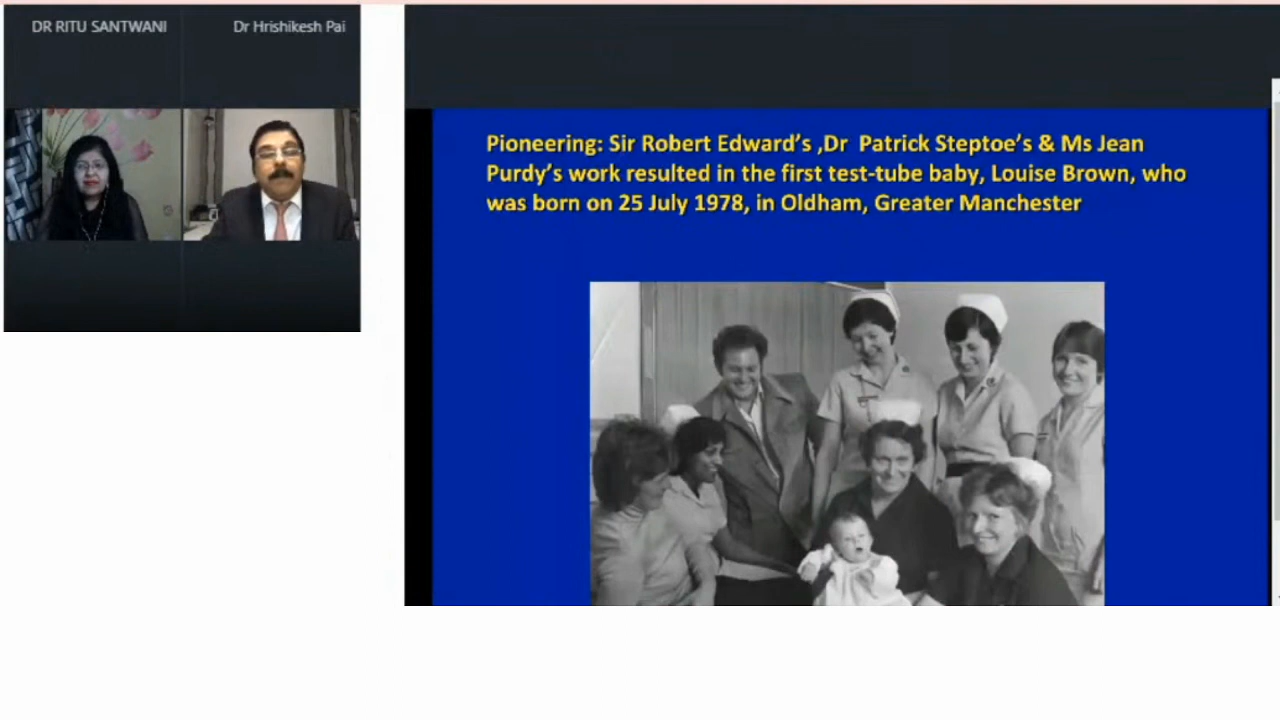 DR RITU SANTWANI
Dr Hrishikesh Pai
Pioneering: Sir Robert Edward's ,Dr Patrick Steptoe's & Ms Jean
Purdy's work resulted in the first test-tube baby, Louise Brown, who
was born on 25 July 1978, in Oldham, Greater Manchester